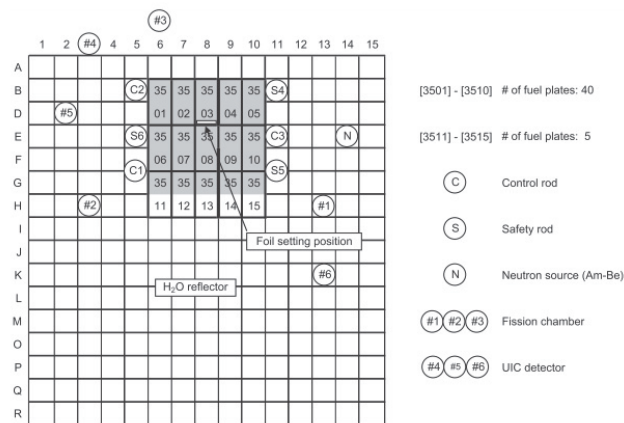 #3
1 2 #4 4 5 6 7 8 9 10 11 12 13 14 15
A
B C2 35 35 35 35 35 S4 [3501] - [3510] # of fuel plates: 40
D #5 01 02 03 04 05
E S6 35 35 35 35 35 C3 N [3511] - [3515] # of fuel plates: 5
F 06 07 08 09 10
C1 S5
G 35 35 35 35 35 C Control rod
H #2 11 12 13 14 15 #1
I S Safety rod
Foil setting position
J
K #6 N Neutron source (Am-Be)
H2O reflector
L
M #1 #2 #3 Fission chamber
O
P #4 #5 #6 UIC detector
Q
R